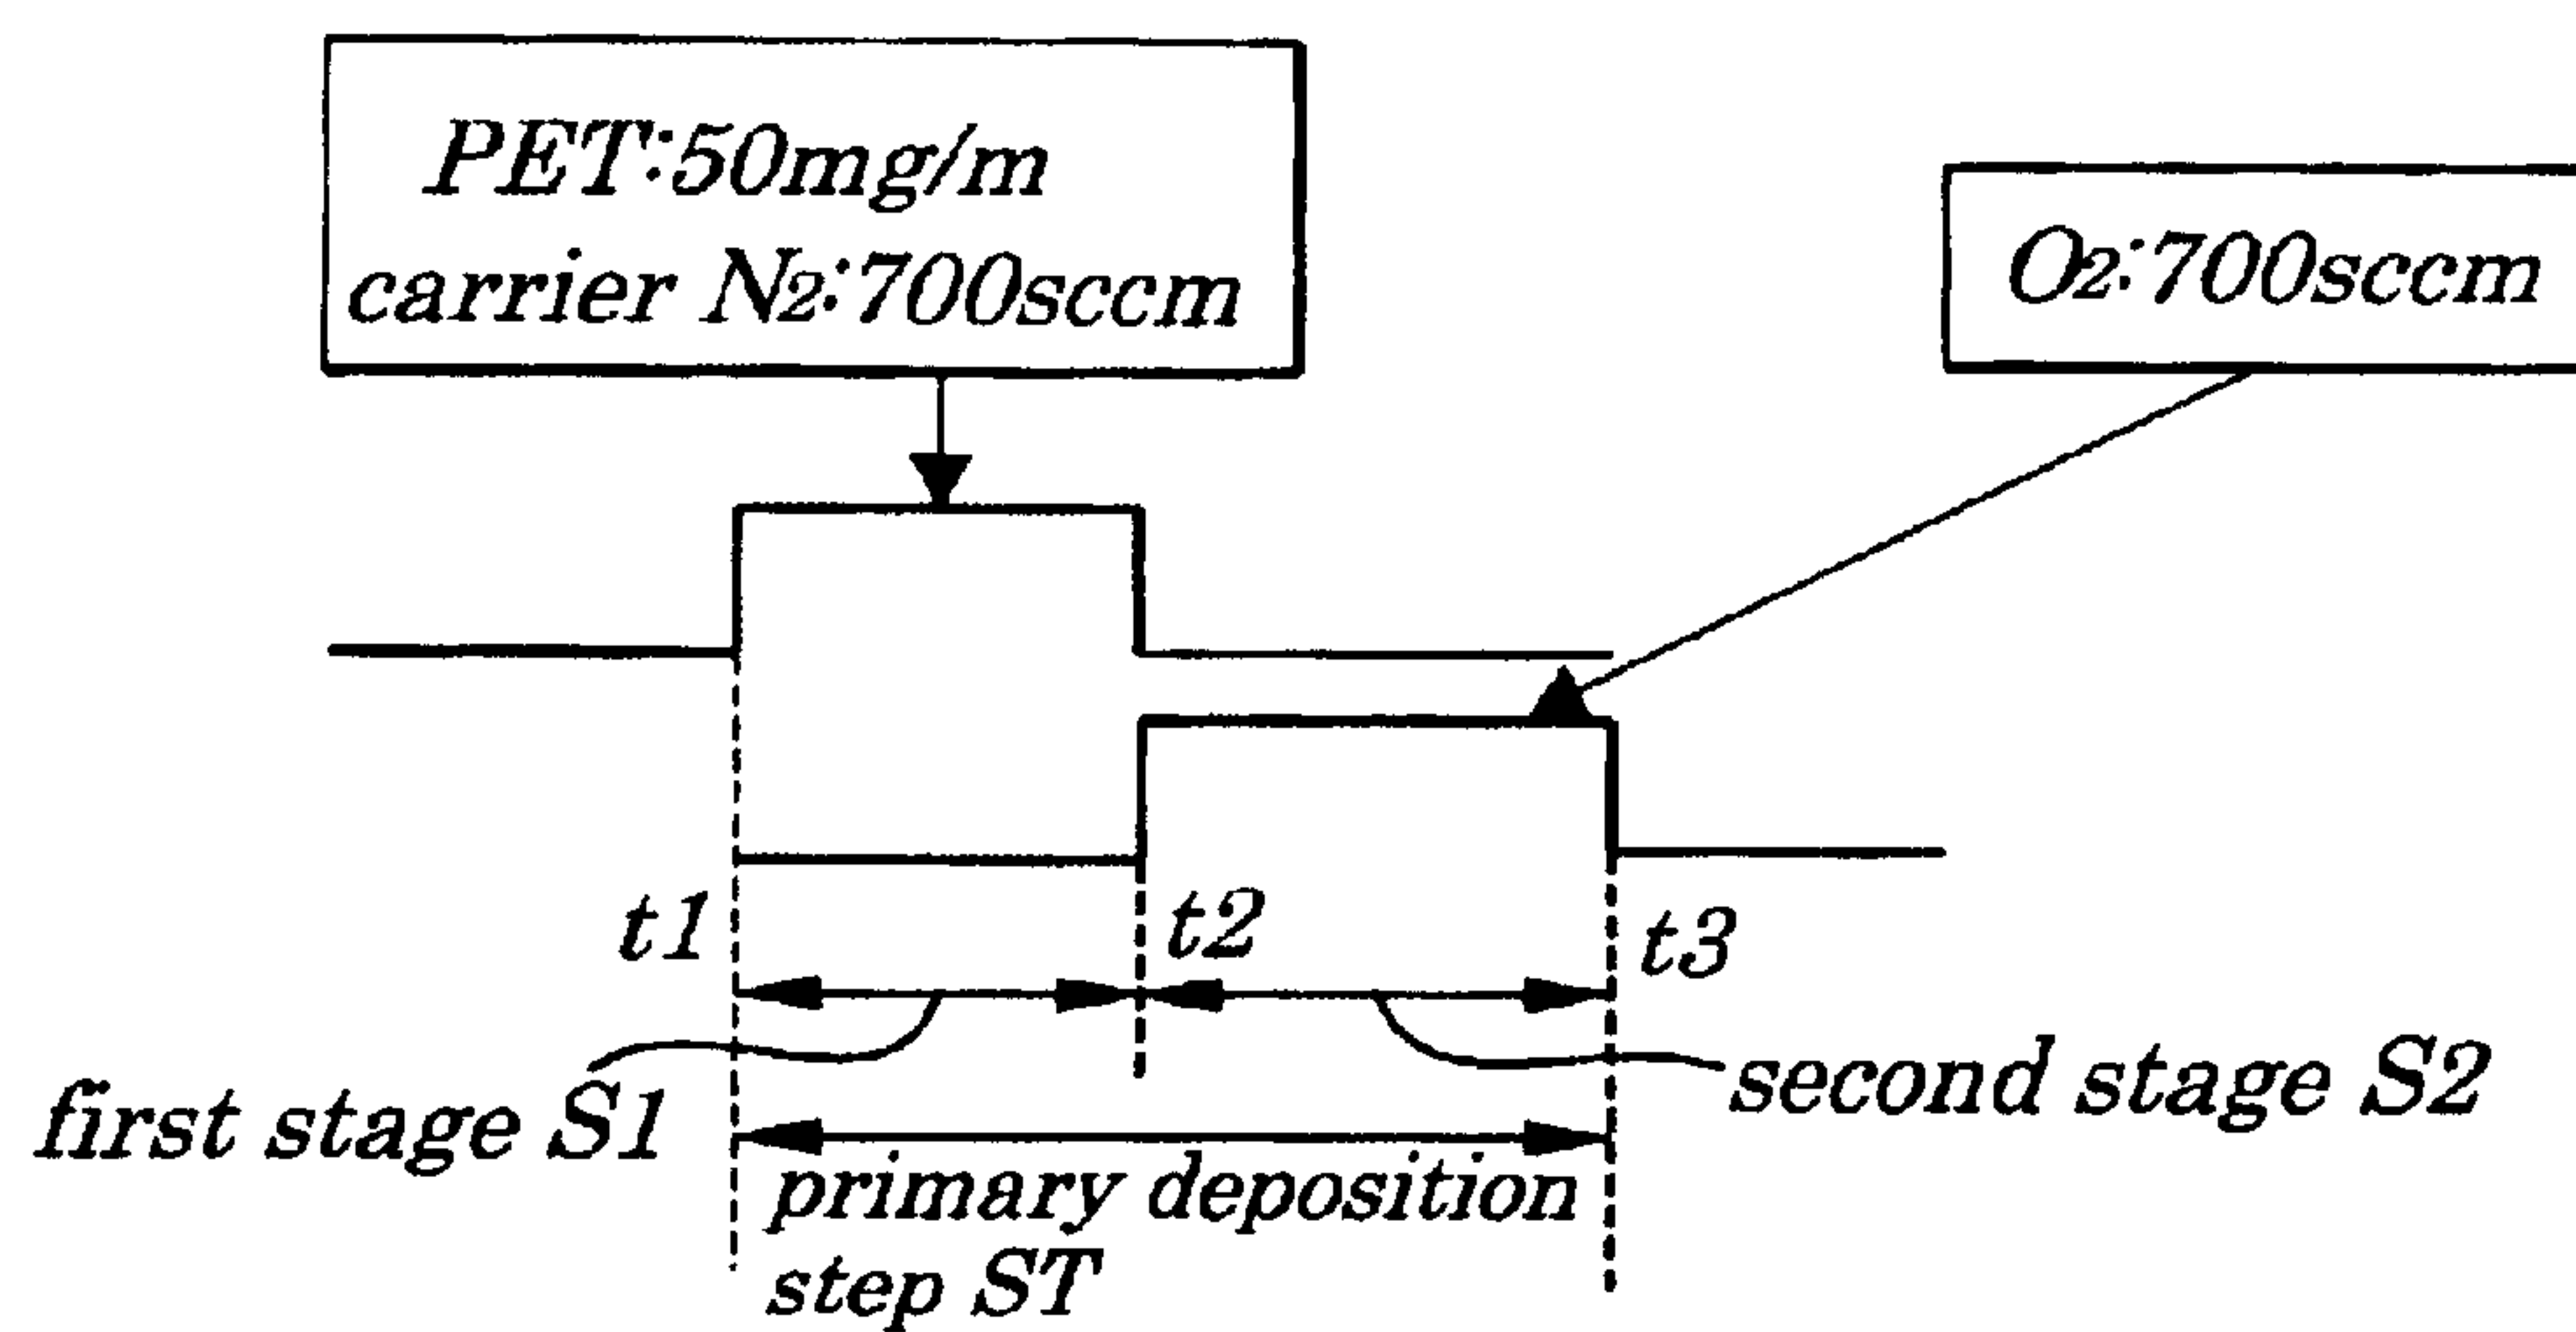 PET:50mg/m
carrier N2:700sccm
O2:700sccm
t1
t2
t3
first stage S1
second stage S2
primary deposition
step ST